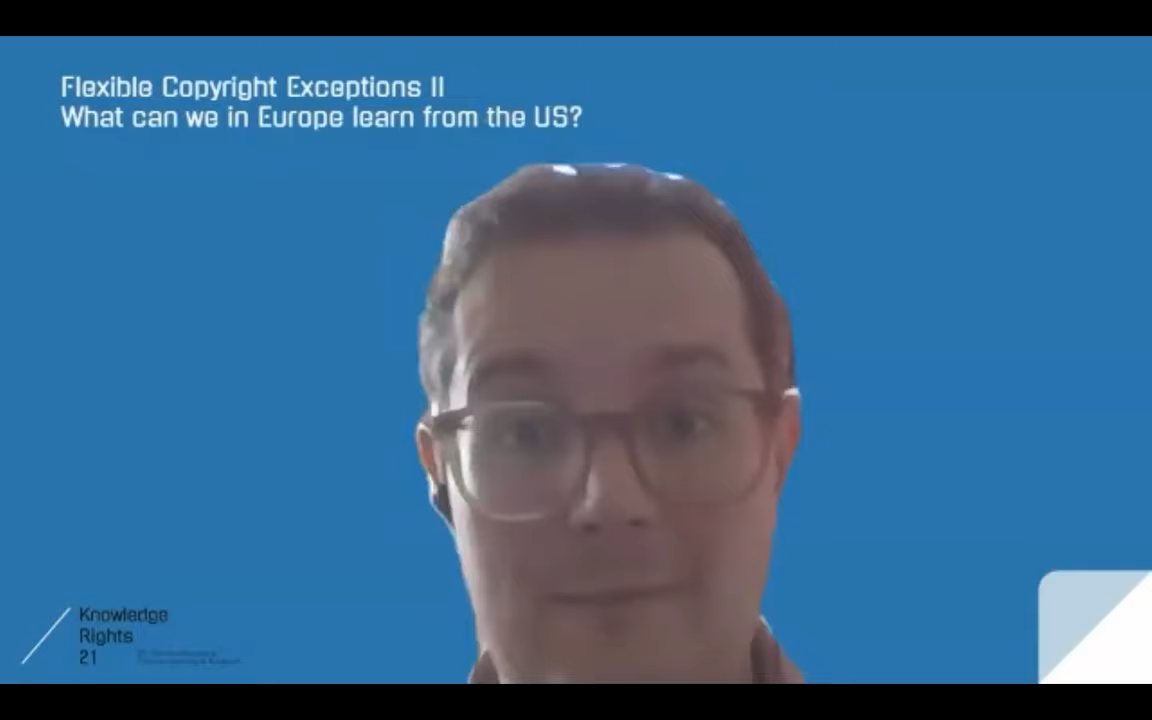 Flexible Copyright Exceptions II
What can we in Europe learn from the US?
Knowledge
Rights
21